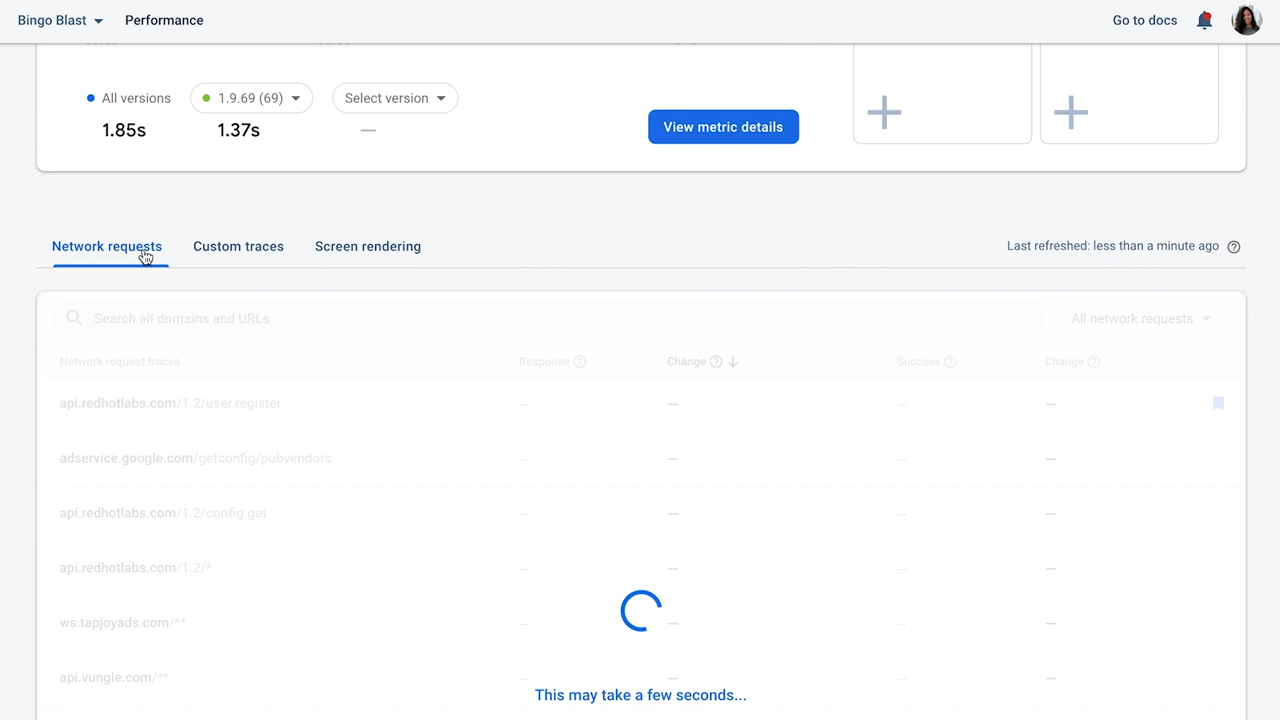 Bingo Blast Performance Go to docs
All versions 1.9.69 (69) Select version
1.85s 1.37s —
View metric details
Network requests Custom traces Screen rendering Last refreshed: less than a minute ago
Search all domains and URLs All network requests
Network request traces Response Change Success Change
api.redhotlabs.com/1.2/user.register — — — —
adservice.google.com/getconfig/pubvendors — — — —
api.redhotlabs.com/1.2/config.get — — — —
api.redhotlabs.com/1.2/* — — — —
ws.tapjoyads.com/** — — — —
api.vungle.com/** — — — —
This may take a few seconds...